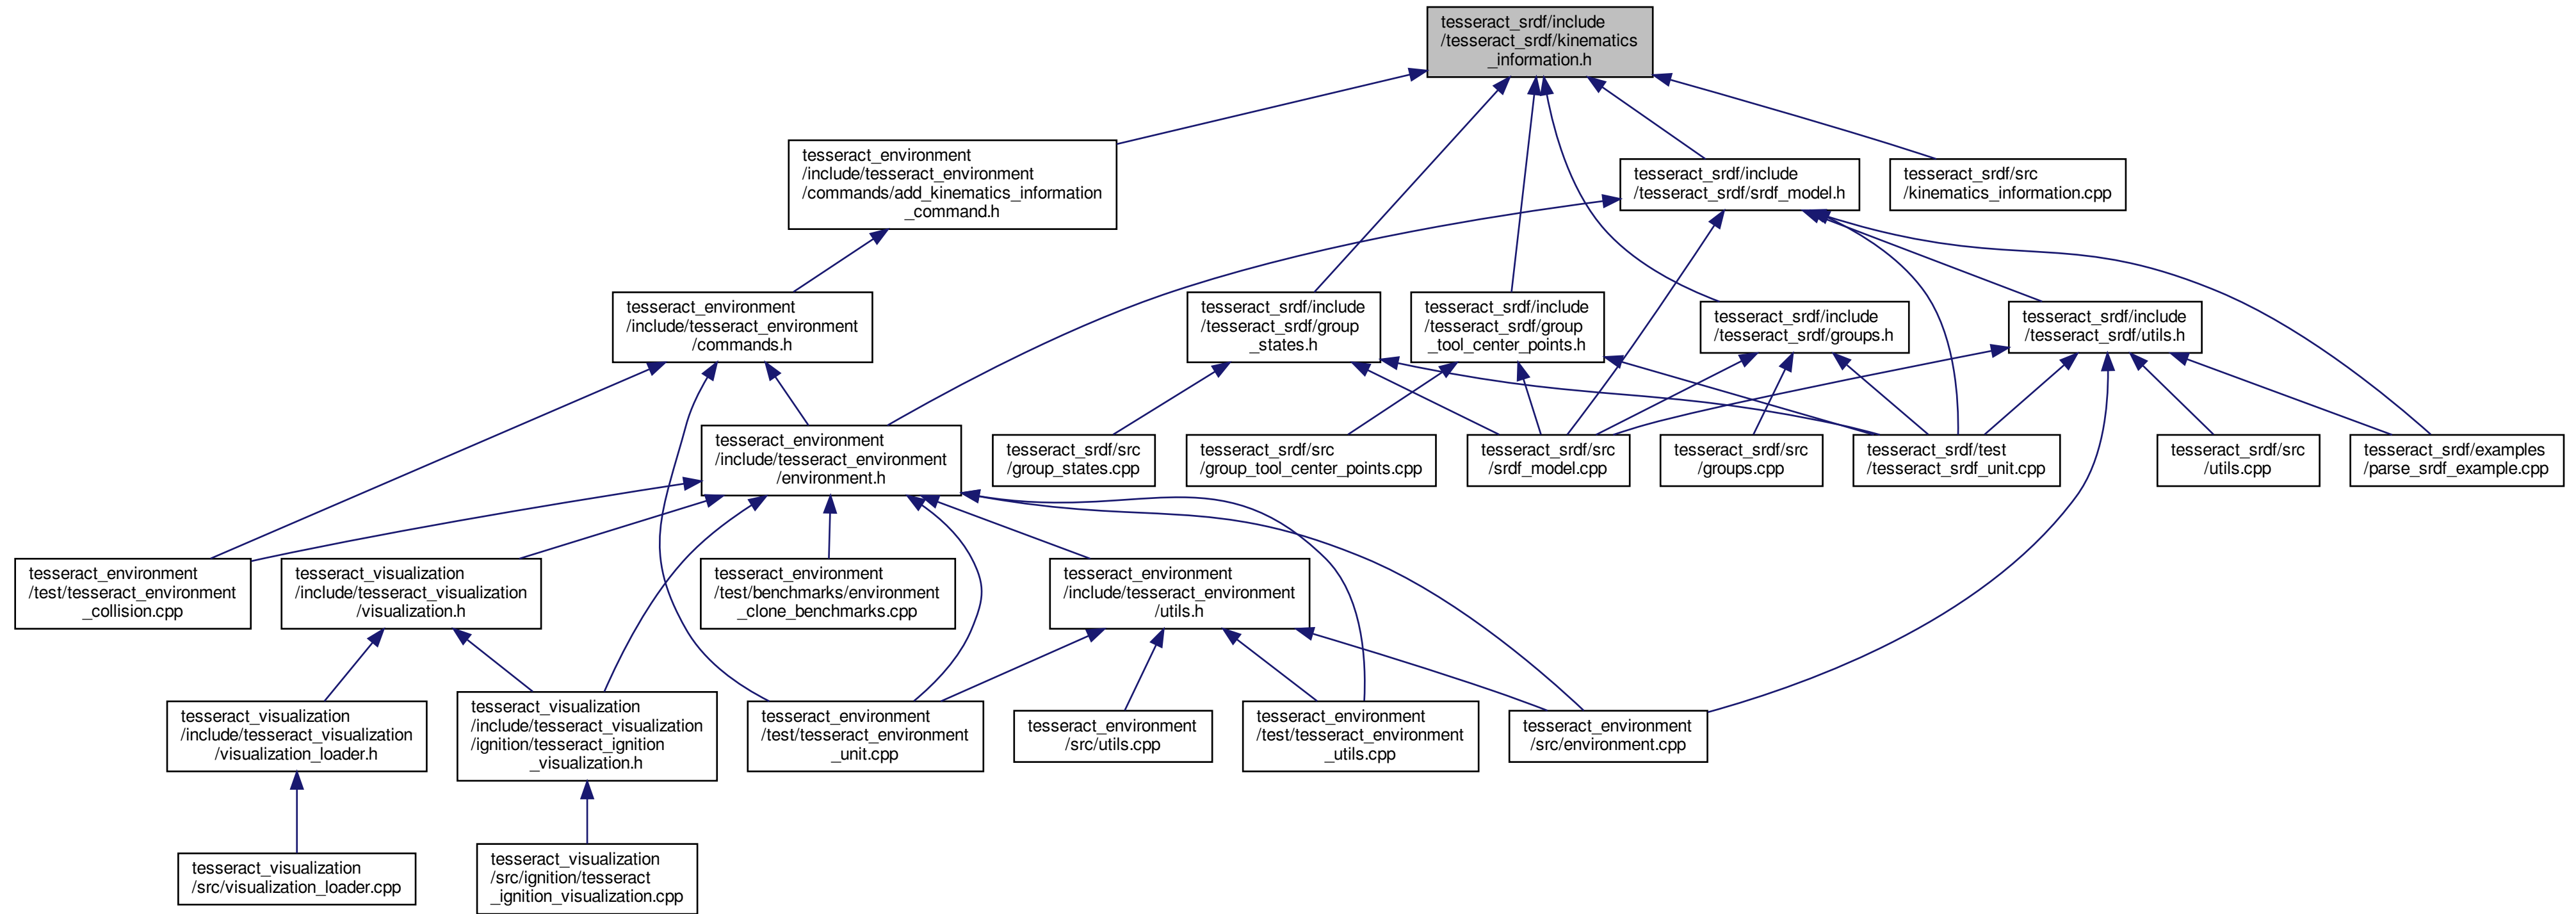 tesseract_srdf/include
/tesseract_srdf/kinematics
_information.h
tesseract_environment
/include/tesseract_environment
/commands/add_kinematics_information
_command.h
tesseract_srdf/include
/tesseract_srdf/srdf_model.h
tesseract_srdf/src
/kinematics_information.cpp
tesseract_environment
/include/tesseract_environment
/commands.h
tesseract_srdf/include
/tesseract_srdf/group
_states.h
tesseract_srdf/include
/tesseract_srdf/group
_tool_center_points.h
tesseract_srdf/include
/tesseract_srdf/groups.h
tesseract_srdf/include
/tesseract_srdf/utils.h
tesseract_environment
/include/tesseract_environment
/environment.h
tesseract_srdf/src
/group_states.cpp
tesseract_srdf/src
/group_tool_center_points.cpp
tesseract_srdf/src
/srdf_model.cpp
tesseract_srdf/src
/groups.cpp
tesseract_srdf/test
/tesseract_srdf_unit.cpp
tesseract_srdf/src
/utils.cpp
tesseract_srdf/examples
/parse_srdf_example.cpp
tesseract_environment
/test/tesseract_environment
_collision.cpp
tesseract_visualization
/include/tesseract_visualization
/visualization.h
tesseract_environment
/test/benchmarks/environment
_clone_benchmarks.cpp
tesseract_environment
/include/tesseract_environment
/utils.h
tesseract_visualization
/include/tesseract_visualization
/visualization_loader.h
tesseract_visualization
/include/tesseract_visualization
/ignition/tesseract_ignition
_visualization.h
tesseract_environment
/test/tesseract_environment
_unit.cpp
tesseract_environment
/src/utils.cpp
tesseract_environment
/test/tesseract_environment
_utils.cpp
tesseract_environment
/src/environment.cpp
tesseract_visualization
/src/visualization_loader.cpp
tesseract_visualization
/src/ignition/tesseract
_ignition_visualization.cpp